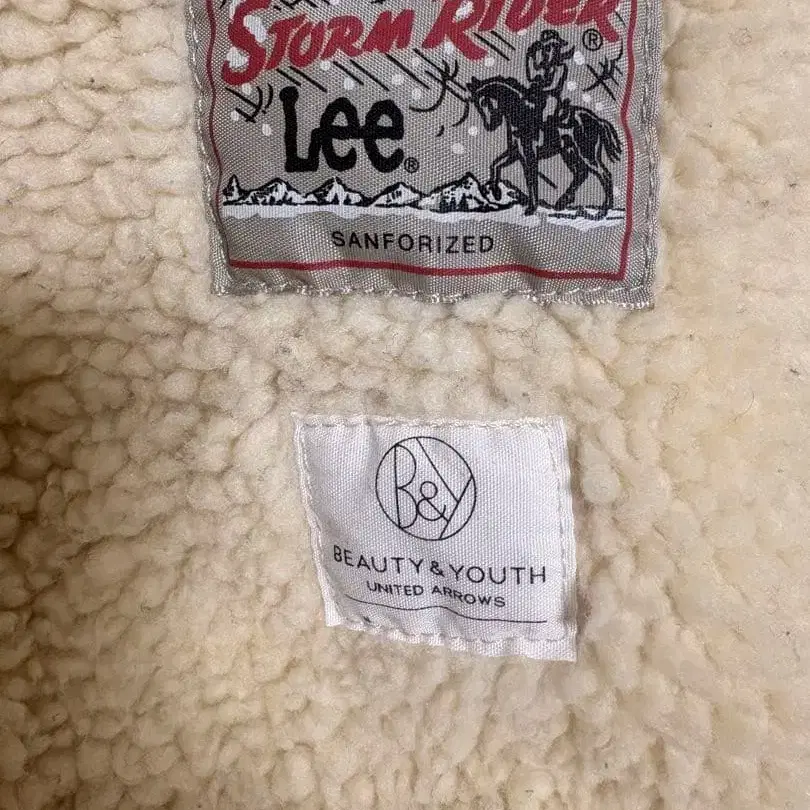 STORM RIDER
®
Lee®
SANFORIZED
B&Y
BEAUTY & YOUTH
UNITED ARROWS